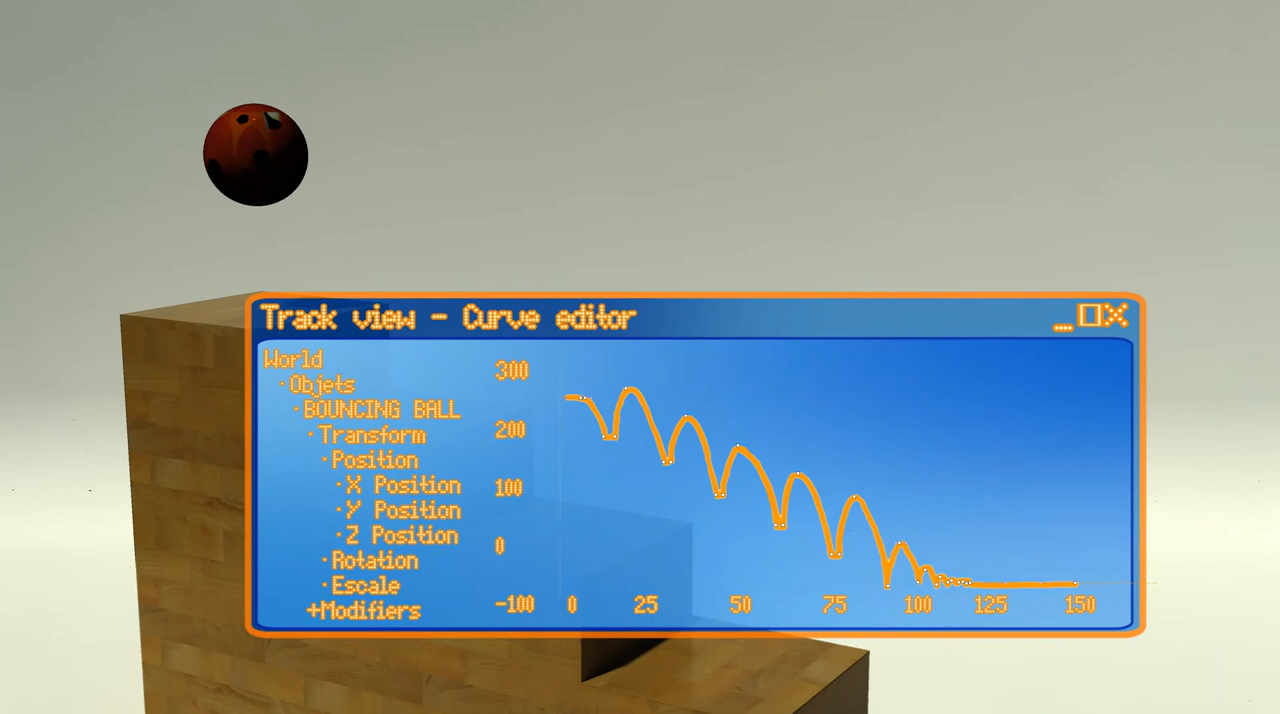 Track view - Curve editor
World
·Objets
·BOUNCING BALL
·Transform
·Position
·X Position
·Y Position
·Z Position
·Rotation
·Escale
+Modifiers
300
200
100
0
-100
0 25 50 75 100 125 150